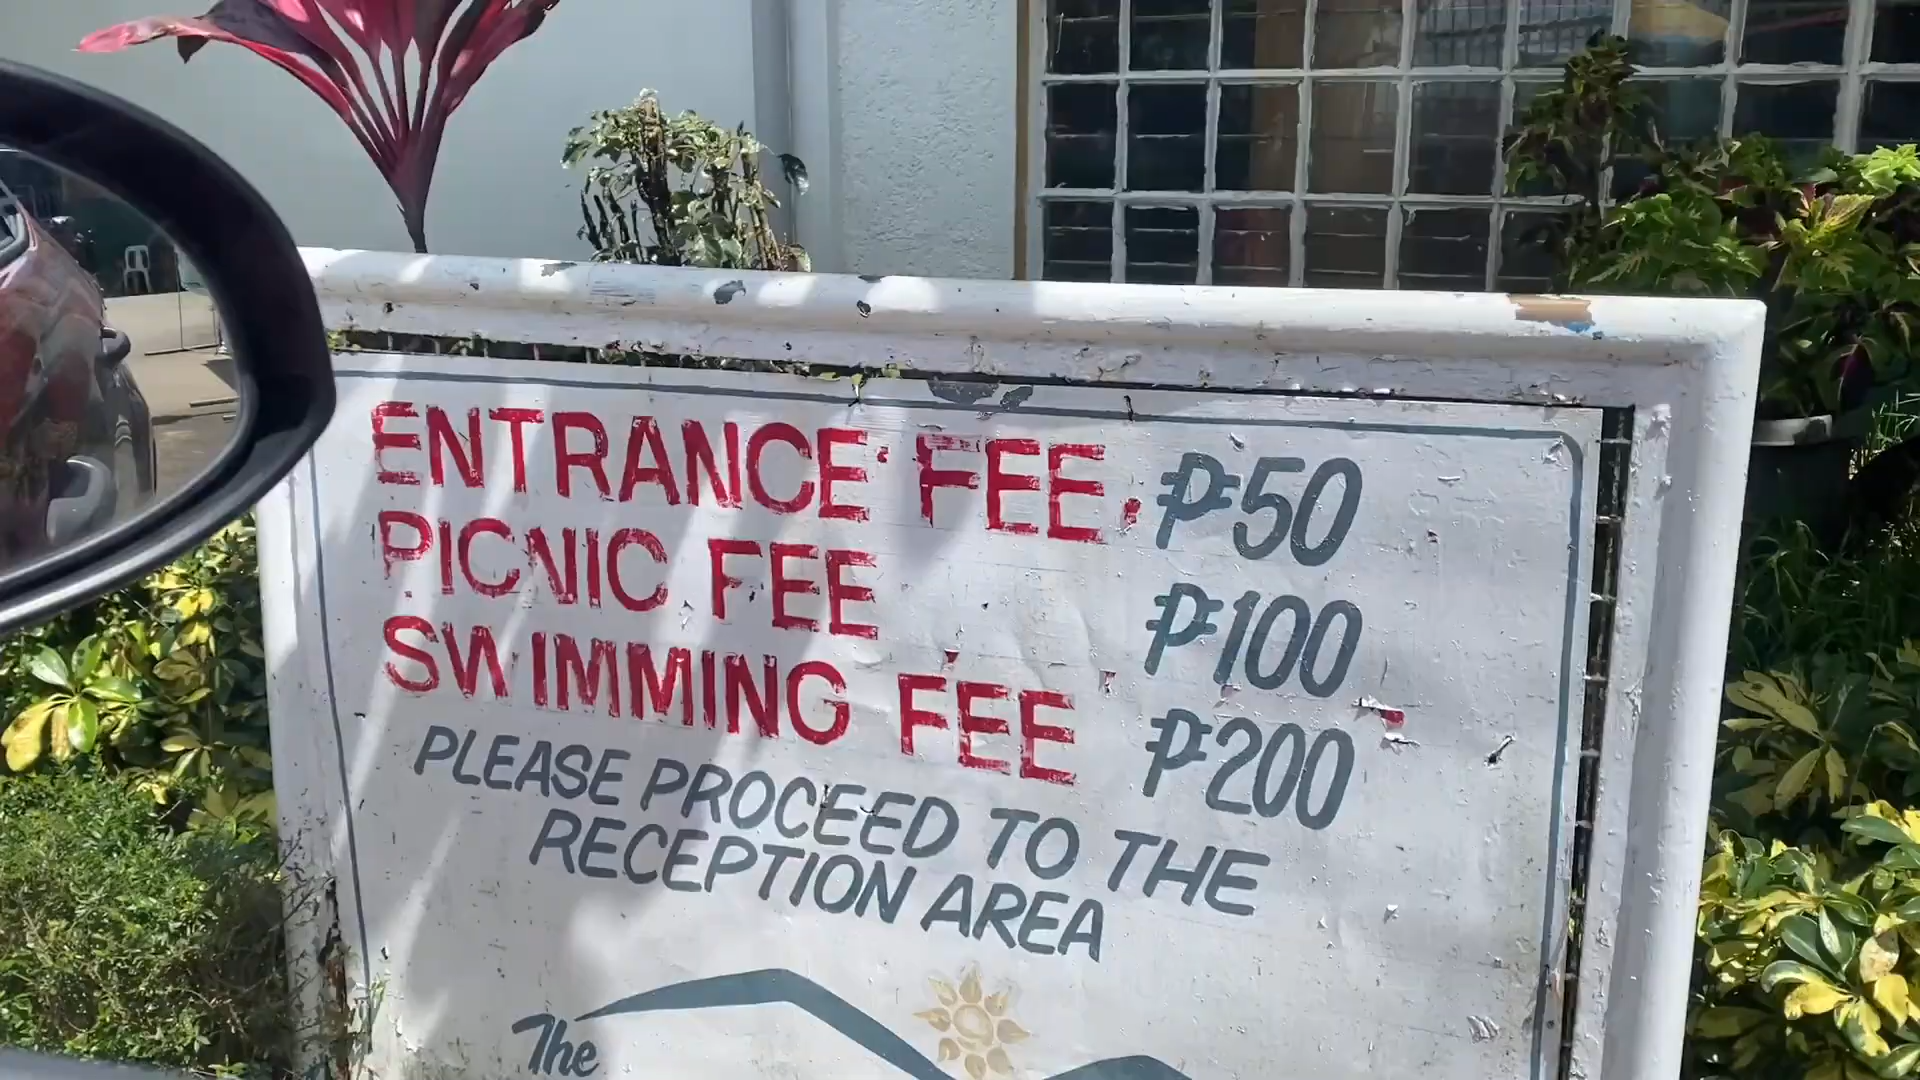 ENTRANCE FEE ₱50
PICNIC FEE ₱100
SWIMMING FEE ₱200
PLEASE PROCEED TO THE
RECEPTION AREA
The